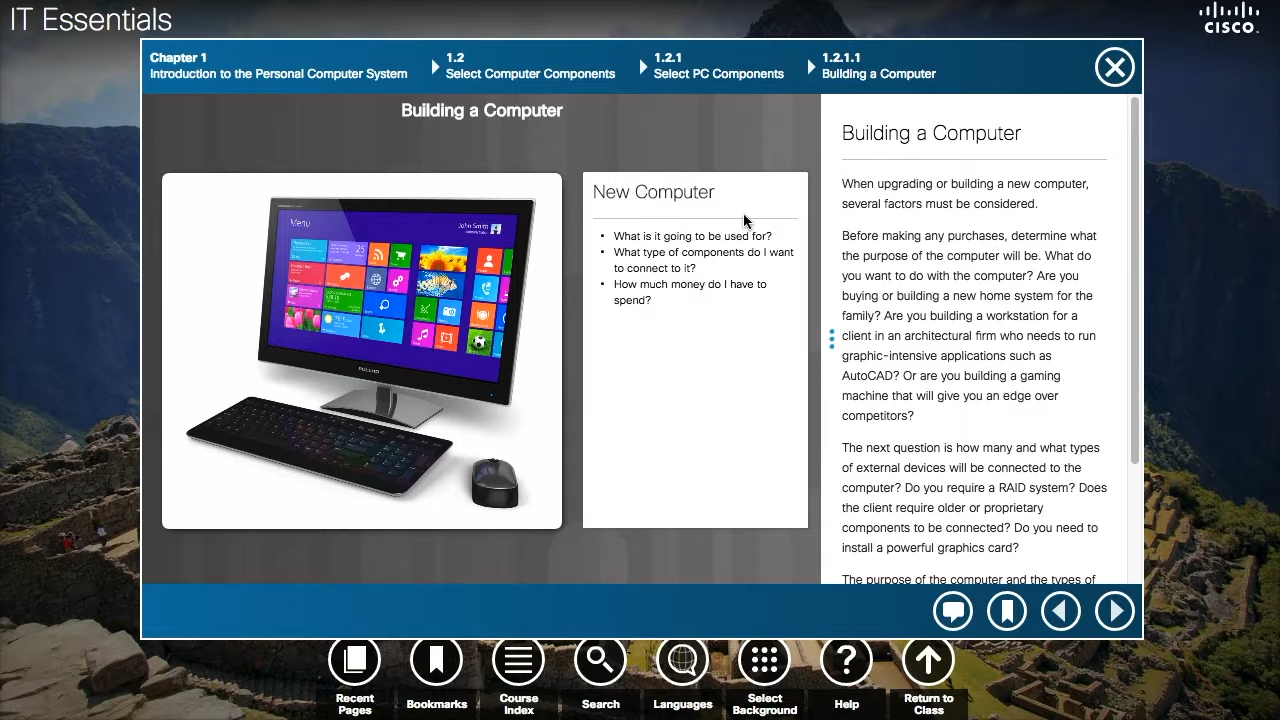 IT Essentials
CISCO.
Chapter 1
Introduction to the Personal Computer System
1.2
Select Computer Components
1.2.1
Select PC Components
1.2.1.1
Building a Computer
Building a Computer
Menu
John Smith
New Computer
• What is it going to be used for?
• What type of components do I want
to connect to it?
• How much money do I have to
spend?
Building a Computer
When upgrading or building a new computer,
several factors must be considered.
Before making any purchases, determine what
the purpose of the computer will be. What do
you want to do with the computer? Are you
buying or building a new home system for the
family? Are you building a workstation for a
client in an architectural firm who needs to run
graphic-intensive applications such as
AutoCAD? Or are you building a gaming
machine that will give you an edge over
competitors?
The next question is how many and what types
of external devices will be connected to the
computer? Do you require a RAID system? Does
the client require older or proprietary
components to be connected? Do you need to
install a powerful graphics card?
The purpose of the computer and the types of
Recent
Pages
Bookmarks
Course
Index
Search
Languages
Select
Background
?
Help
Return to
Class